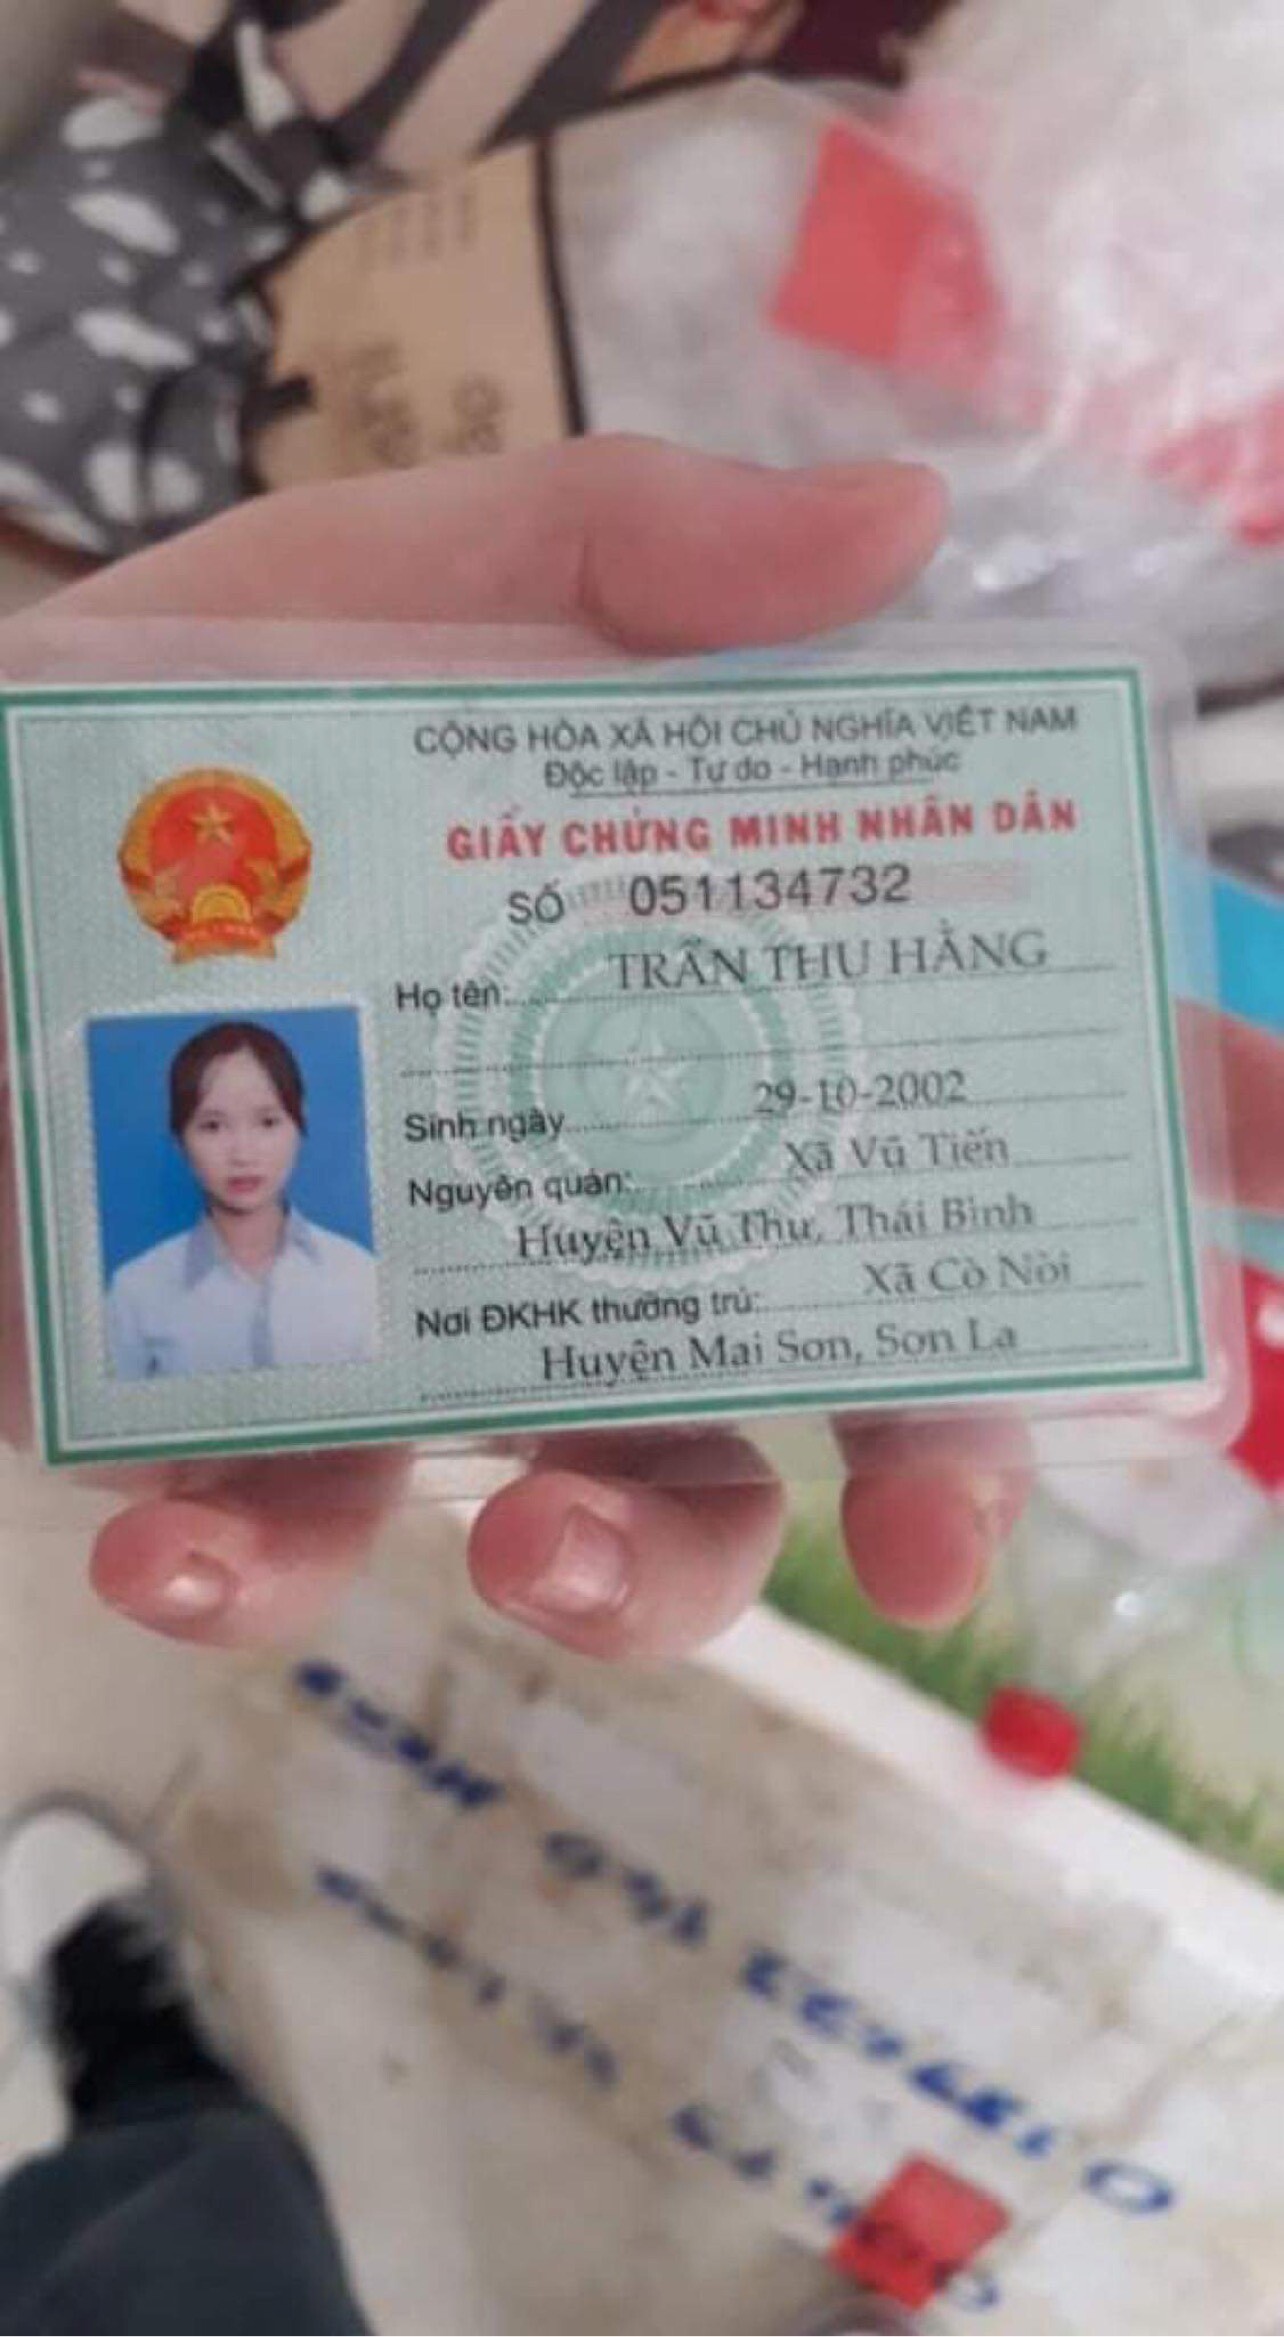 CỘNG HÒA XÃ HỘI CHỦ NGHĨA VIỆT NAM
Độc lập - Tự do - Hạnh phúc
GIẤY CHỨNG MINH NHÂN DÂN
SỐ 051134732
Họ tên: TRẦN THU HẰNG
Sinh ngày 29-10-2002
Nguyên quán: Xã Vũ Tiến
Huyện Vũ Thư, Thái Bình
Nơi ĐKHK thường trú: Xã Cò Nòi
Huyện Mai Sơn, Sơn La